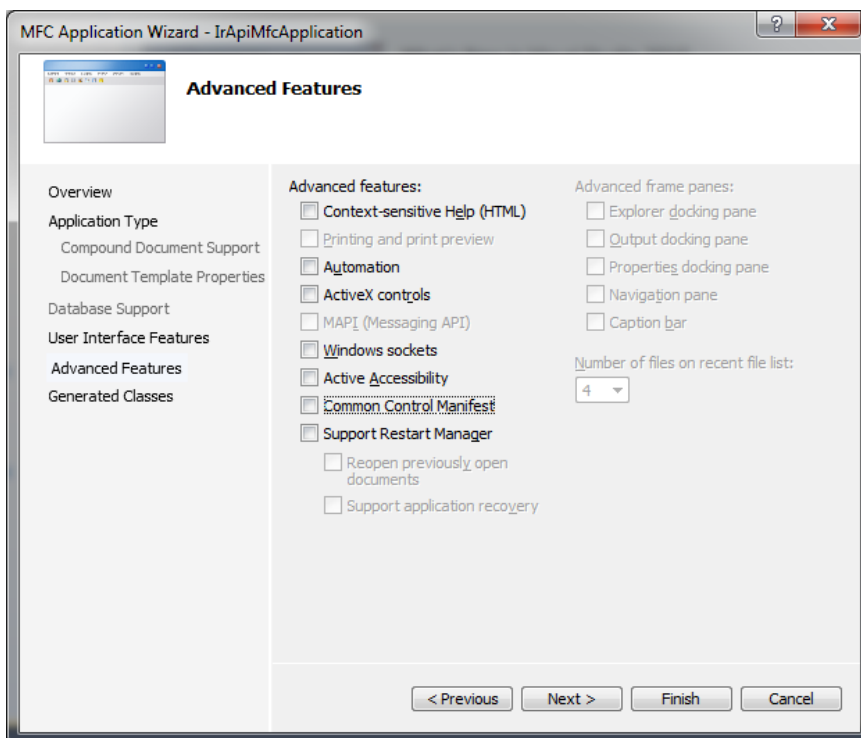 MFC Application Wizard - IrApiMfcApplication
?
X
Advanced Features
Overview
Application Type
Compound Document Support
Document Template Properties
Database Support
User Interface Features
Advanced Features
Generated Classes
Advanced features:
Context-sensitive Help (HTML)
Printing and print preview
Automation
ActiveX controls
MAPI (Messaging API)
Windows sockets
Active Accessibility
Common Control Manifest
Support Restart Manager
Reopen previously open
documents
Support application recovery
Advanced frame panes:
Explorer docking pane
Output docking pane
Properties docking pane
Navigation pane
Caption bar
Number of files on recent file list:
4
< Previous
Next >
Finish
Cancel